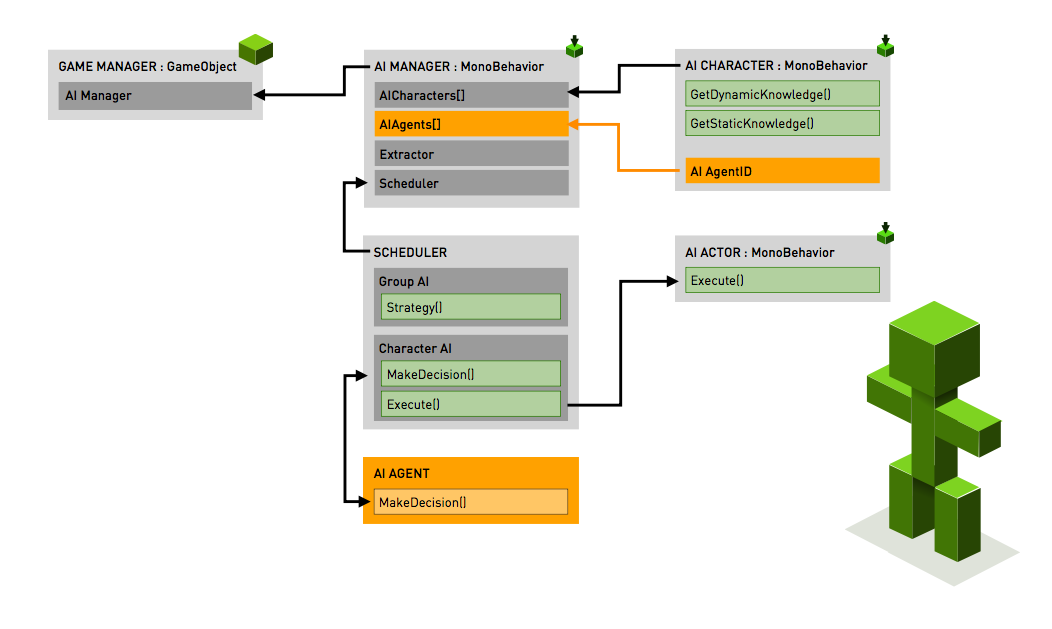 GAME MANAGER : GameObject
AI Manager
AI MANAGER : MonoBehavior
AICharacters[]
AIAgents[]
Extractor
Scheduler
AI CHARACTER : MonoBehavior
GetDynamicKnowledge()
GetStaticKnowledge()
AI AgentID
SCHEDULER
Group AI
Strategy()
Character AI
MakeDecision()
Execute()
AI ACTOR : MonoBehavior
Execute()
AI AGENT
MakeDecision()